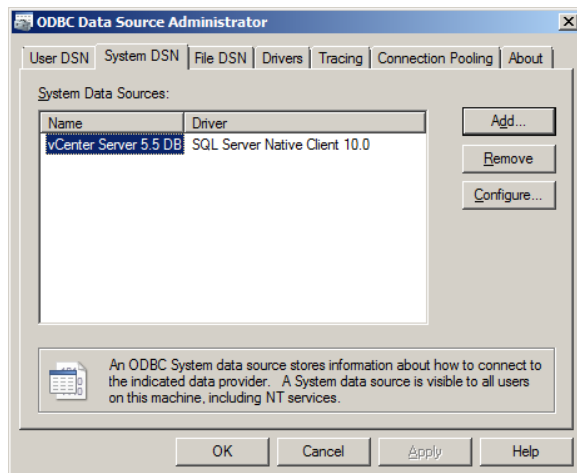 ODBC Data Source Administrator
User DSN System DSN File DSN Drivers Tracing Connection Pooling About
System Data Sources:
Name Driver
vCenter Server 5.5 DB SQL Server Native Client 10.0
Add...
Remove
Configure...
An ODBC System data source stores information about how to connect to
the indicated data provider. A System data source is visible to all users
on this machine, including NT services.
OK Cancel Apply Help